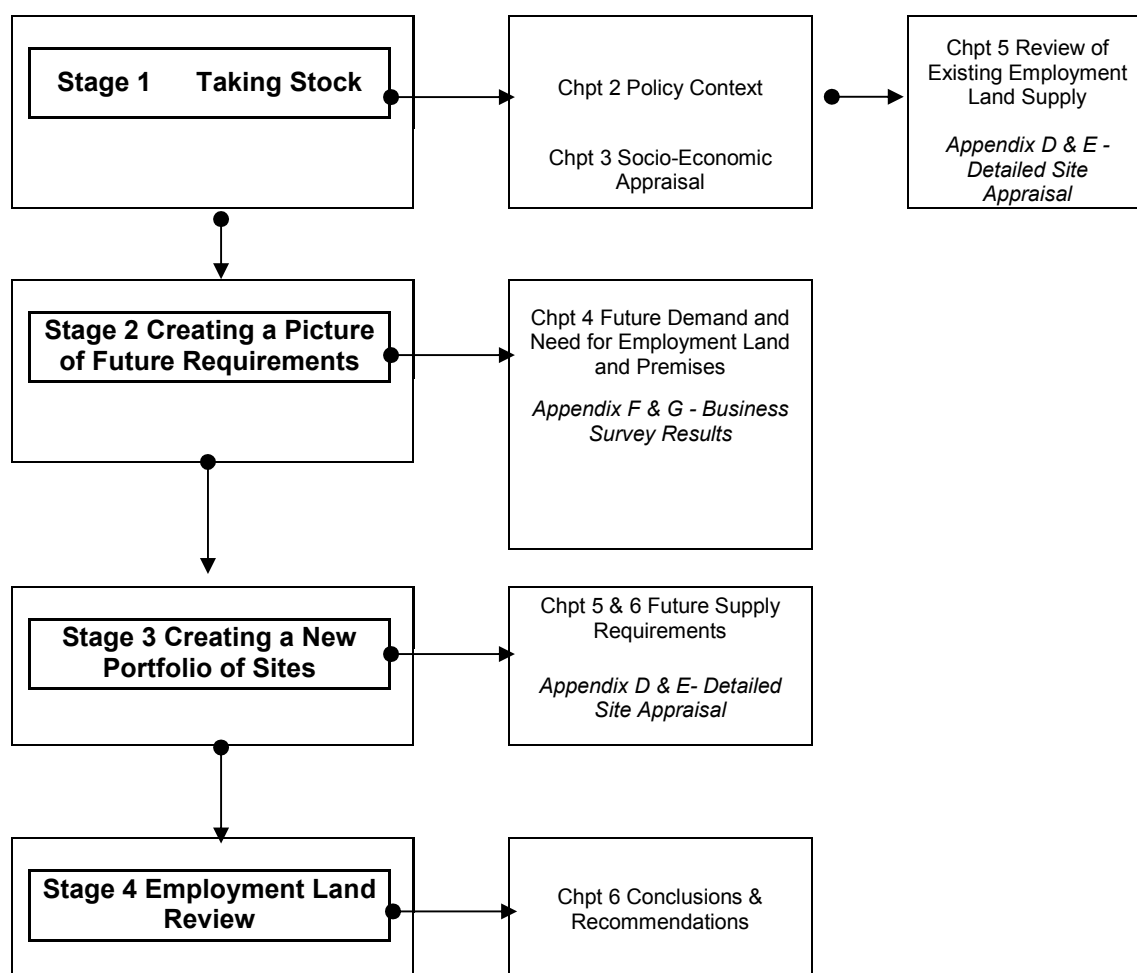 Stage 1 Taking Stock
Chpt 2 Policy Context
Chpt 3 Socio-Economic
Appraisal
Chpt 5 Review of
Existing Employment
Land Supply
Appendix D & E -
Detailed Site
Appraisal
Stage 2 Creating a Picture
of Future Requirements
Chpt 4 Future Demand and
Need for Employment Land
and Premises
Appendix F & G - Business
Survey Results
Stage 3 Creating a New
Portfolio of Sites
Chpt 5 & 6 Future Supply
Requirements
Appendix D & E- Detailed
Site Appraisal
Stage 4 Employment Land
Review
Chpt 6 Conclusions &
Recommendations